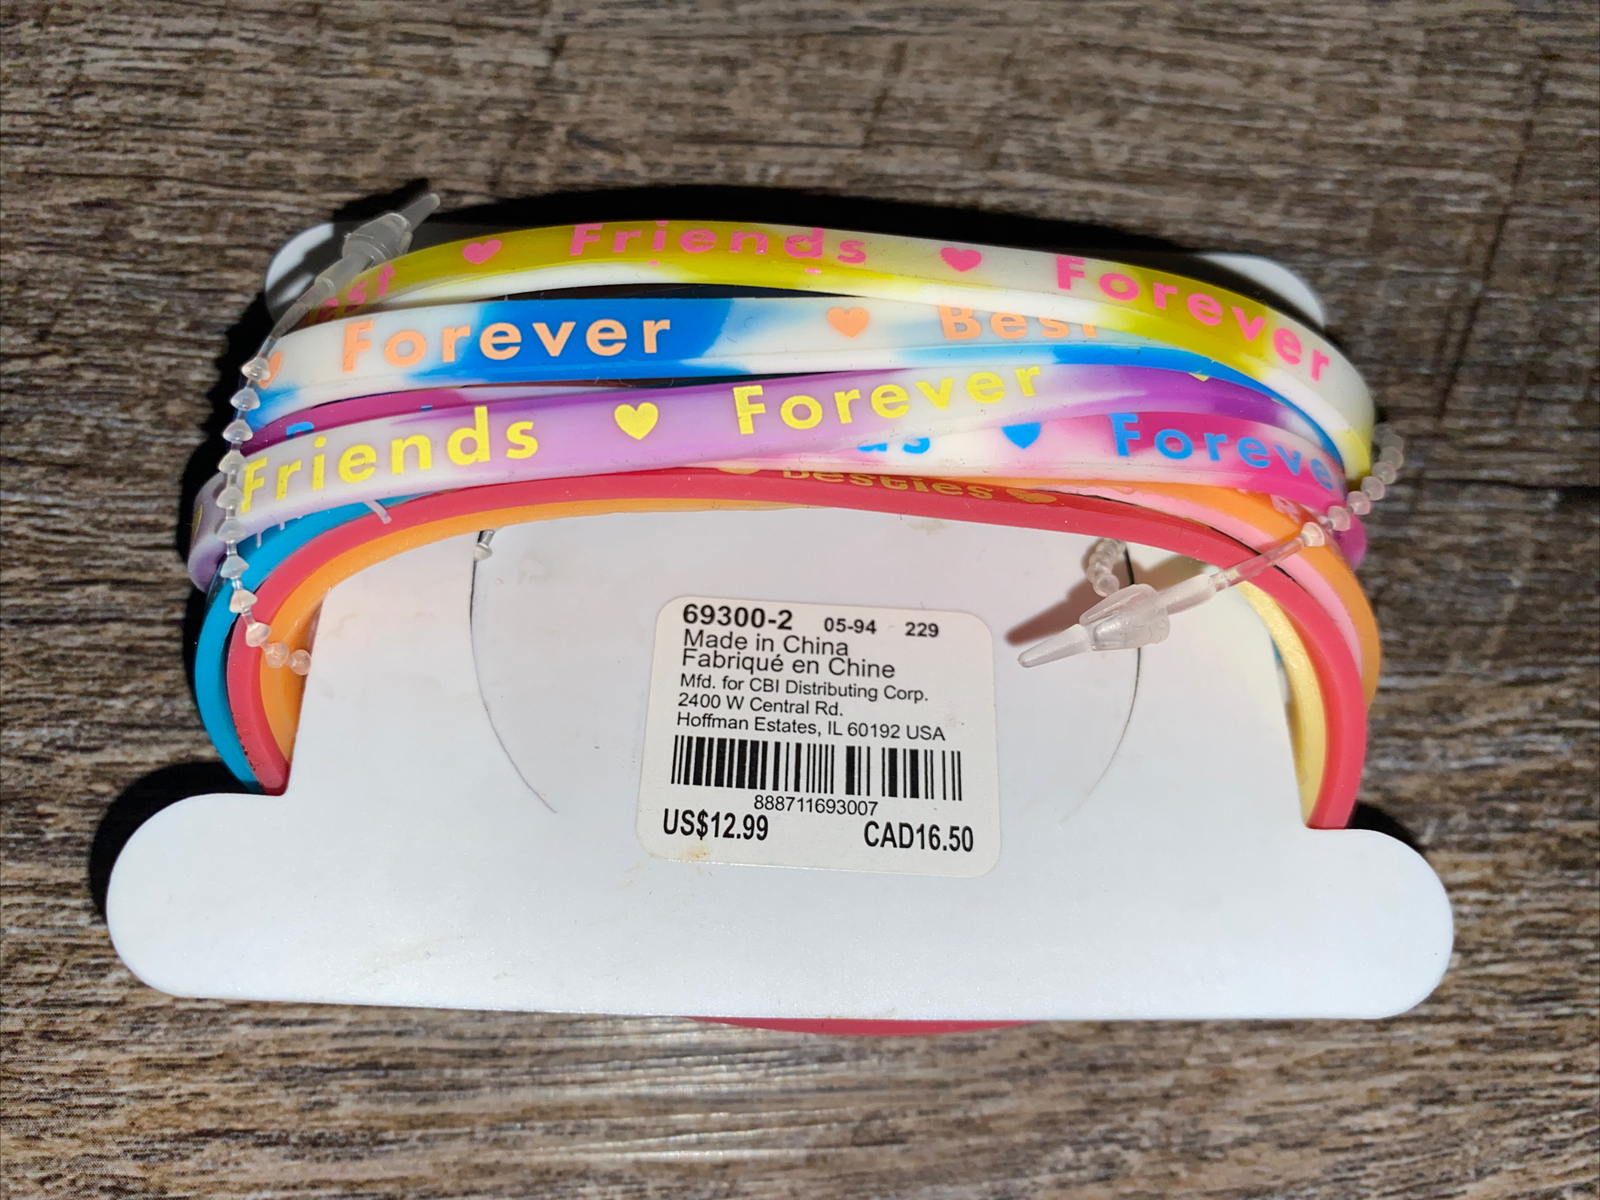 Friends ♥ Forever
♥ Forever ♥ Best
Friends ♥ Forever
♥ Foreve
Besties ♥
69300-2 05-94 229
Made in China
Fabriqué en Chine
Mfd. for CBI Distributing Corp.
2400 W Central Rd.
Hoffman Estates, IL 60192 USA
888711693007
US$12.99 CAD16.50